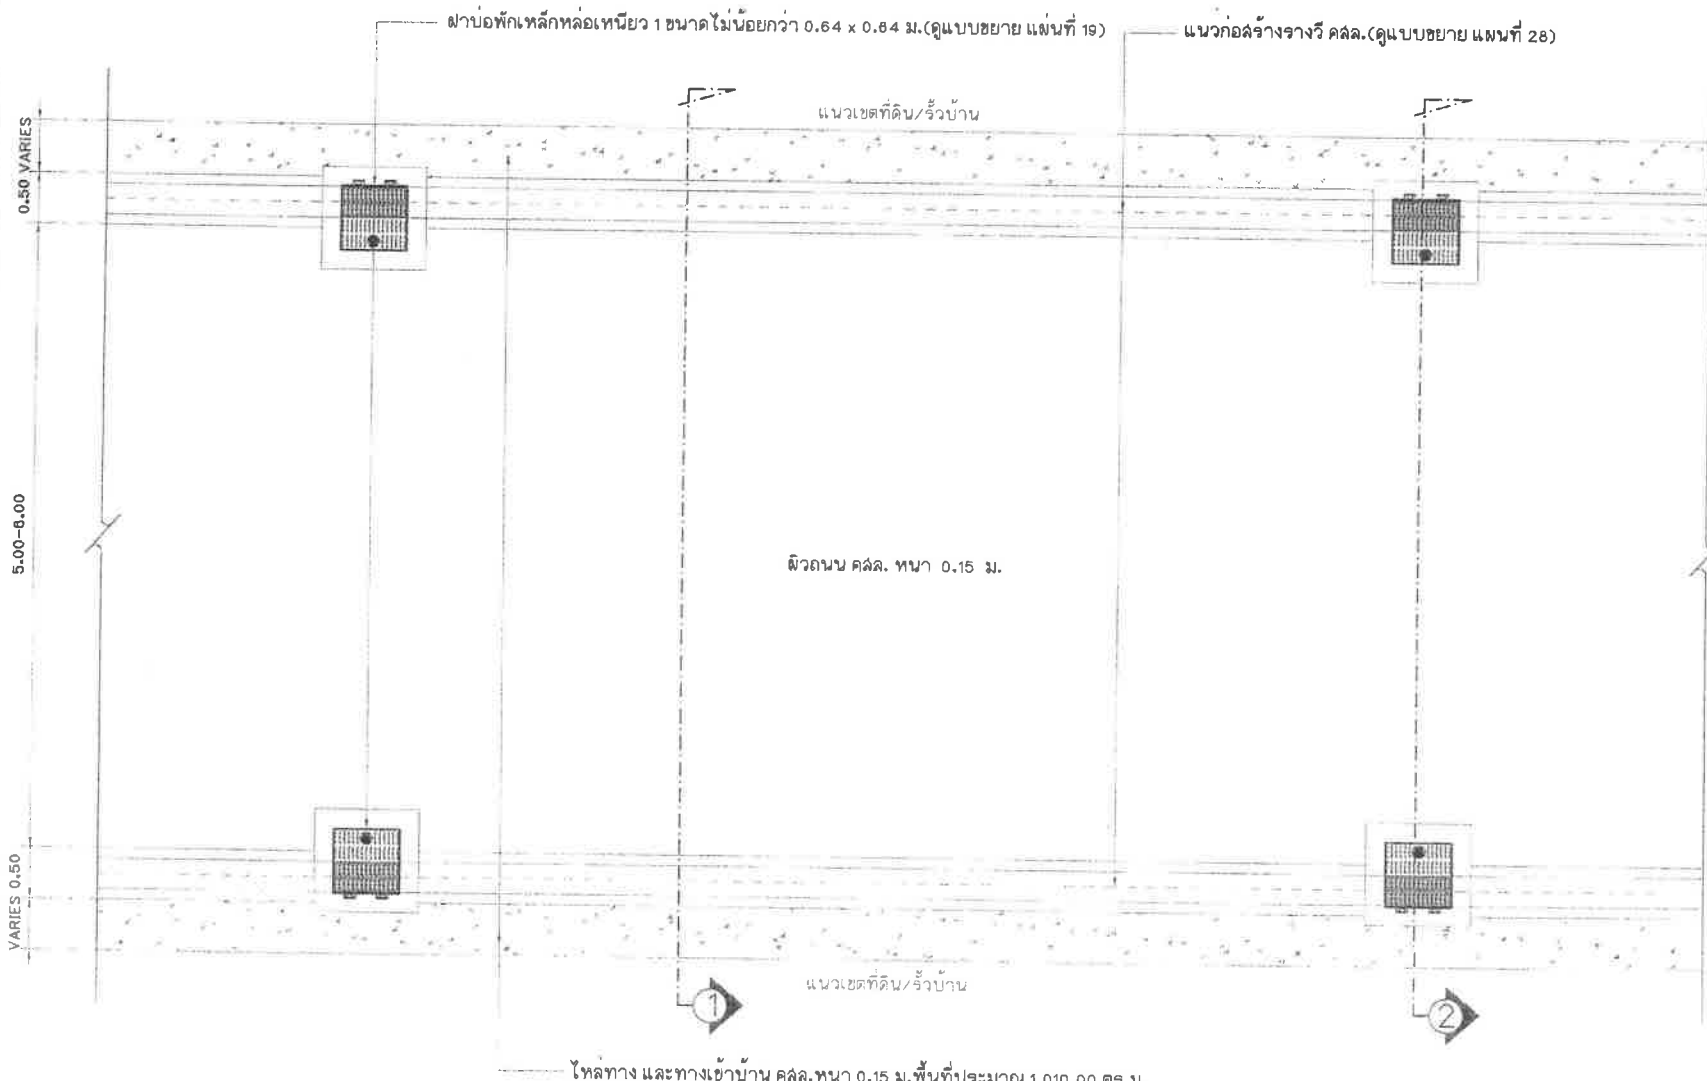 ฝาบ่อพักเหล็กหล่อเหนียว 1 ขนาดไม่น้อยกว่า 0.64 x 0.64 ม.(ดูแบบขยาย แผ่นที่ 19)
แนวก่อสร้างรางวี คสล.(ดูแบบขยาย แผ่นที่ 28)
แนวเขตที่ดิน/รั้วบ้าน
0.50 VARIES
5.00-6.00
ผิวถนน คสล. หนา 0.15 ม.
VARIES 0.50
แนวเขตที่ดิน/รั้วบ้าน
1
2
ไหล่ทาง และทางเข้าบ้าน คสล.หนา 0.15 ม.พื้นที่ประมาณ 1,010.00 ตร.ม.